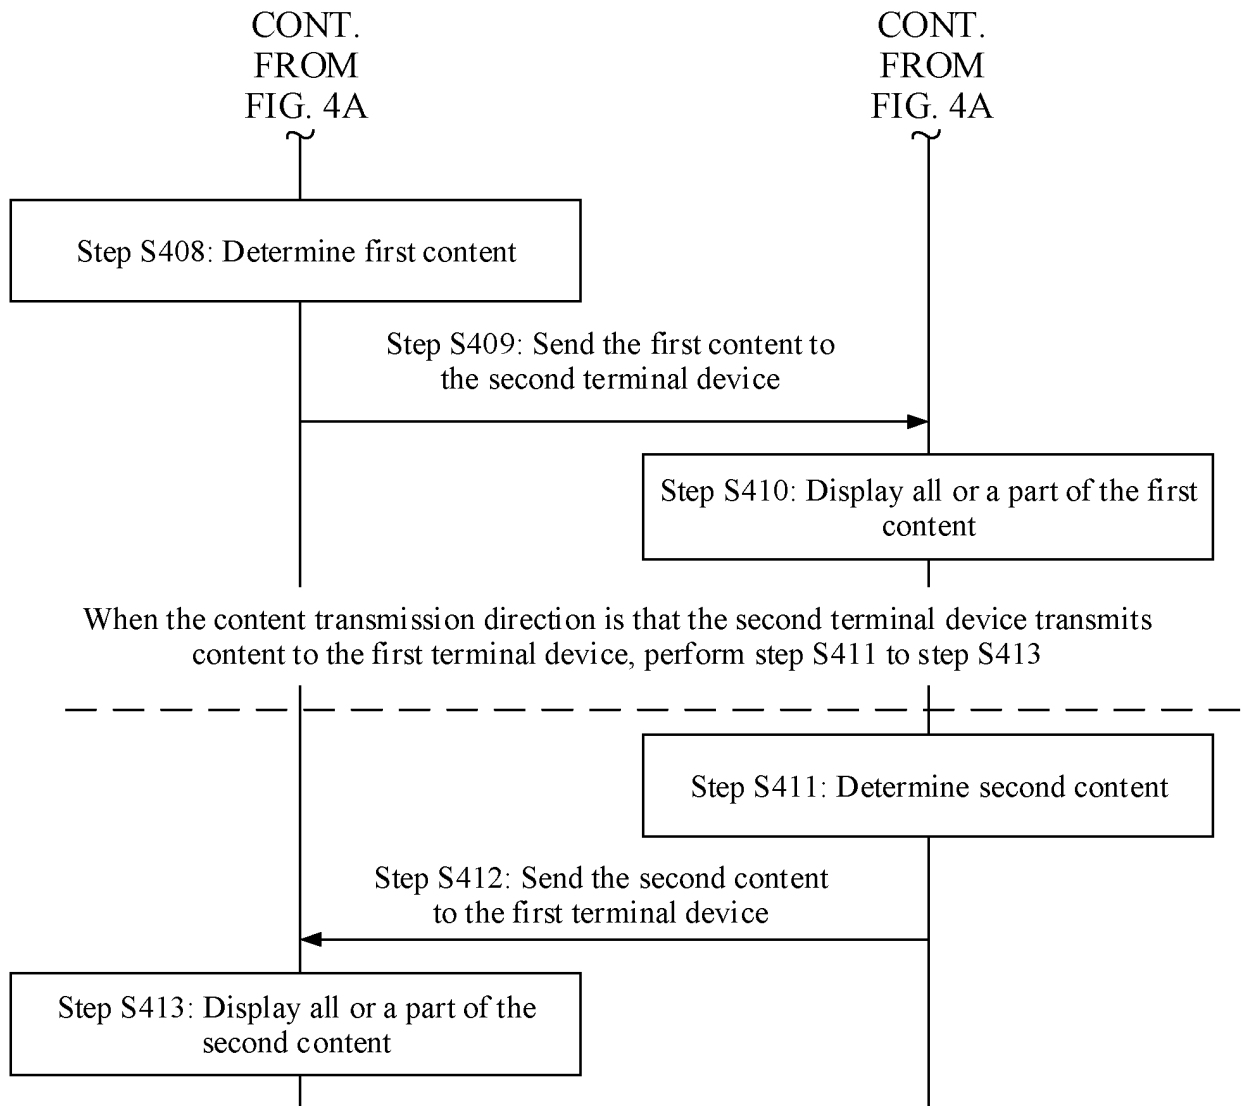 CONT.
FROM
FIG. 4A
CONT.
FROM
FIG. 4A
Step S408: Determine first content
Step S409: Send the first content to
the second terminal device
Step S410: Display all or a part of the first
content
When the content transmission direction is that the second terminal device transmits
content to the first terminal device, perform step S411 to step S413
Step S411: Determine second content
Step S412: Send the second content
to the first terminal device
Step S413: Display all or a part of the
second content